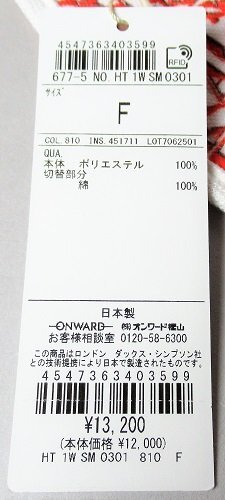 4547363403599
RFID
677-5 NO. HT 1W SM 0301
サイズ
F
COL.810 INS.451711 LOT7062501
QUA.
本体 ポリエステル 100%
切替部分
綿 100%
日本製
ONWARD ㈱オンワード樫山
お客様相談室 0120-58-6300
この商品はロンドン ダックス・シンプソン社
との技術提携により日本で製造されたものです。
4547363403599
¥13,200
(本体価格 ¥12,000)
HT 1W SM 0301 810 F